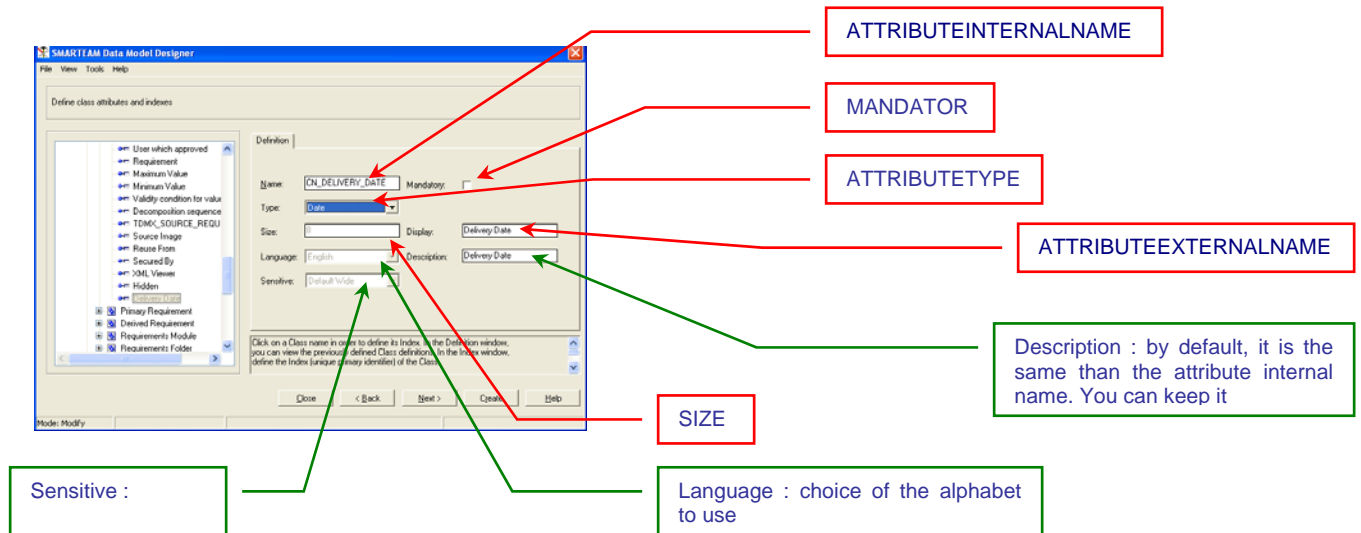 ATTRIBUTEINTERNALNAME
SMARTEAM Data Model Designer
File View Tools Help
MANDATOR
Define class attributes and indexes
User which approved
Requirement
Maximum Value
Minimum Value
Validity condition for value
Decomposition sequence
TDMX_SOURCE_REQU
Source Image
Reuse From
Secured By
XML Viewer
Hidden
Delivery Date
Primary Requirement
Derived Requirement
Requirements Module
Requirements Folder
Definition
Name: CN_DELIVERY_DATE Mandatory:
Type: Date
Size: 8 Display: Delivery Date
Language: English Description: Delivery Date
Sensitive: Default Wide
ATTRIBUTETYPE
ATTRIBUTEEXTERNALNAME
Click on a Class name in order to define its Index. In the Definition window,
you can view the previously defined Class definitions. In the Index window,
define the Index (unique primary identifier) of the Class.
Close < Back Next > Create Help
Mode: Modify
Description : by default, it is the
same than the attribute internal
name. You can keep it
SIZE
Sensitive :
Language : choice of the alphabet
to use